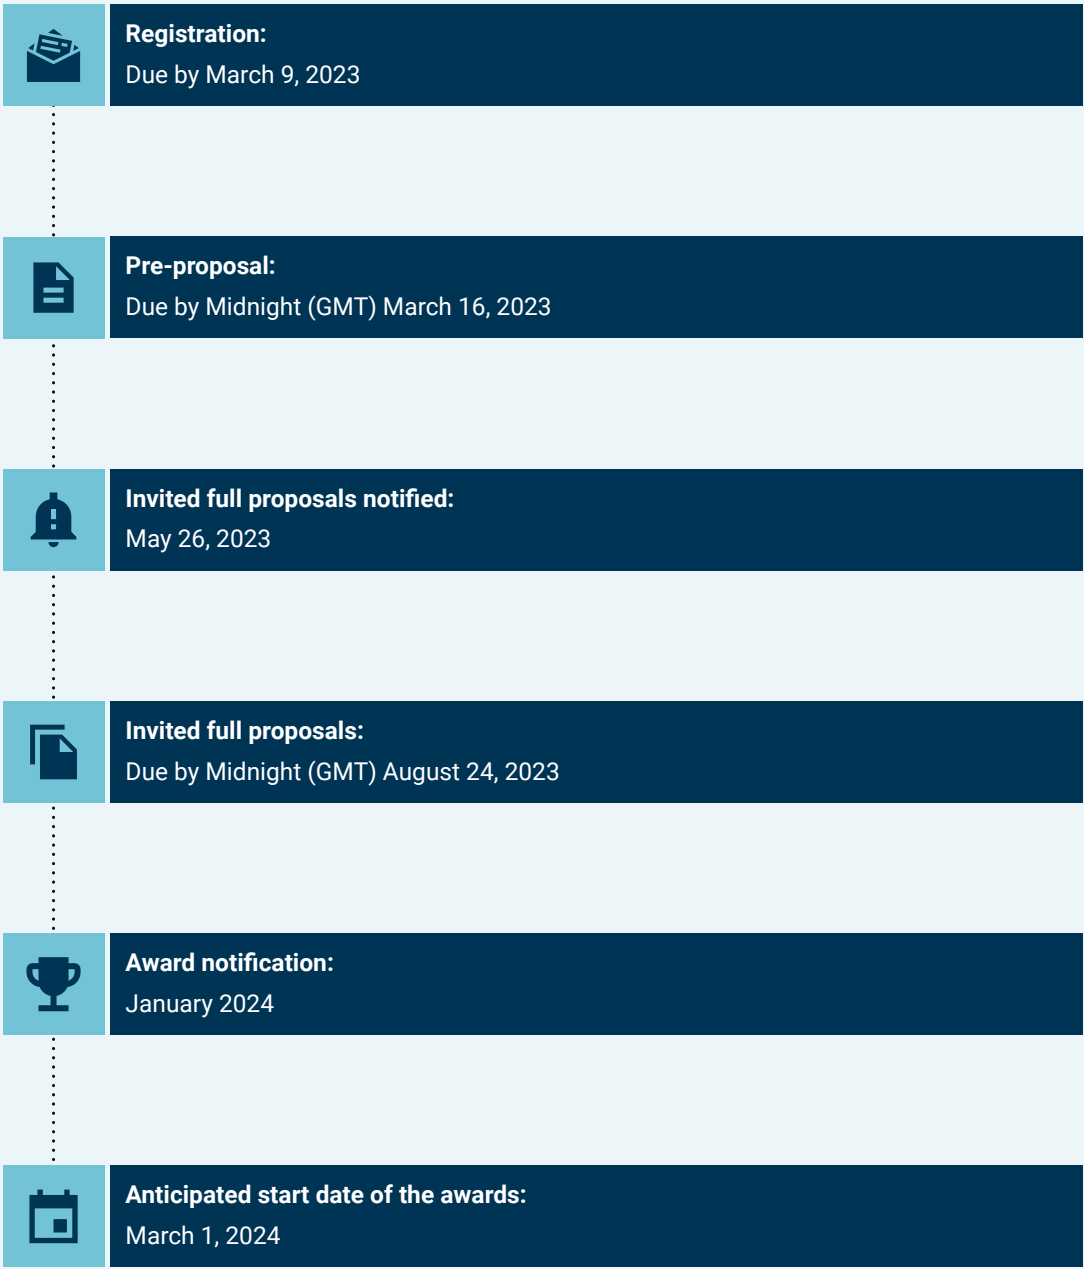 Registration:
Due by March 9, 2023
Pre-proposal:
Due by Midnight (GMT) March 16, 2023
Invited full proposals notified:
May 26, 2023
Invited full proposals:
Due by Midnight (GMT) August 24, 2023
Award notification:
January 2024
Anticipated start date of the awards:
March 1, 2024